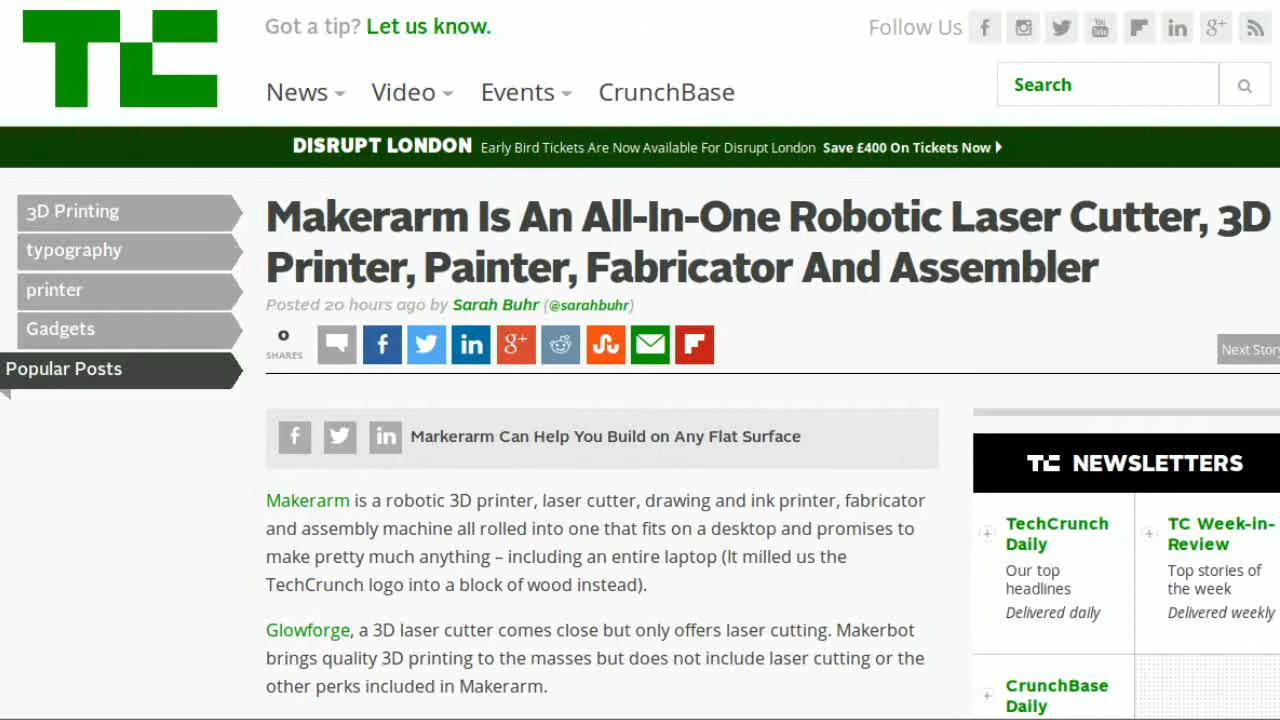 TC
Got a tip? Let us know.
Follow Us
News Video Events CrunchBase
Search
DISRUPT LONDON Early Bird Tickets Are Now Available For Disrupt London Save £400 On Tickets Now
3D Printing
typography
printer
Gadgets
Popular Posts
Makerarm Is An All-In-One Robotic Laser Cutter, 3D
Printer, Painter, Fabricator And Assembler
Posted 20 hours ago by Sarah Buhr (@sarahbuhr)
0
SHARES
Next Story
Markerarm Can Help You Build on Any Flat Surface
Makerarm is a robotic 3D printer, laser cutter, drawing and ink printer, fabricator
and assembly machine all rolled into one that fits on a desktop and promises to
make pretty much anything – including an entire laptop (It milled us the
TechCrunch logo into a block of wood instead).
Glowforge, a 3D laser cutter comes close but only offers laser cutting. Makerbot
brings quality 3D printing to the masses but does not include laser cutting or the
other perks included in Makerarm.
TC NEWSLETTERS
TechCrunch
Daily
Our top
headlines
Delivered daily
TC Week-in-
Review
Top stories of
the week
Delivered weekly
CrunchBase
Daily